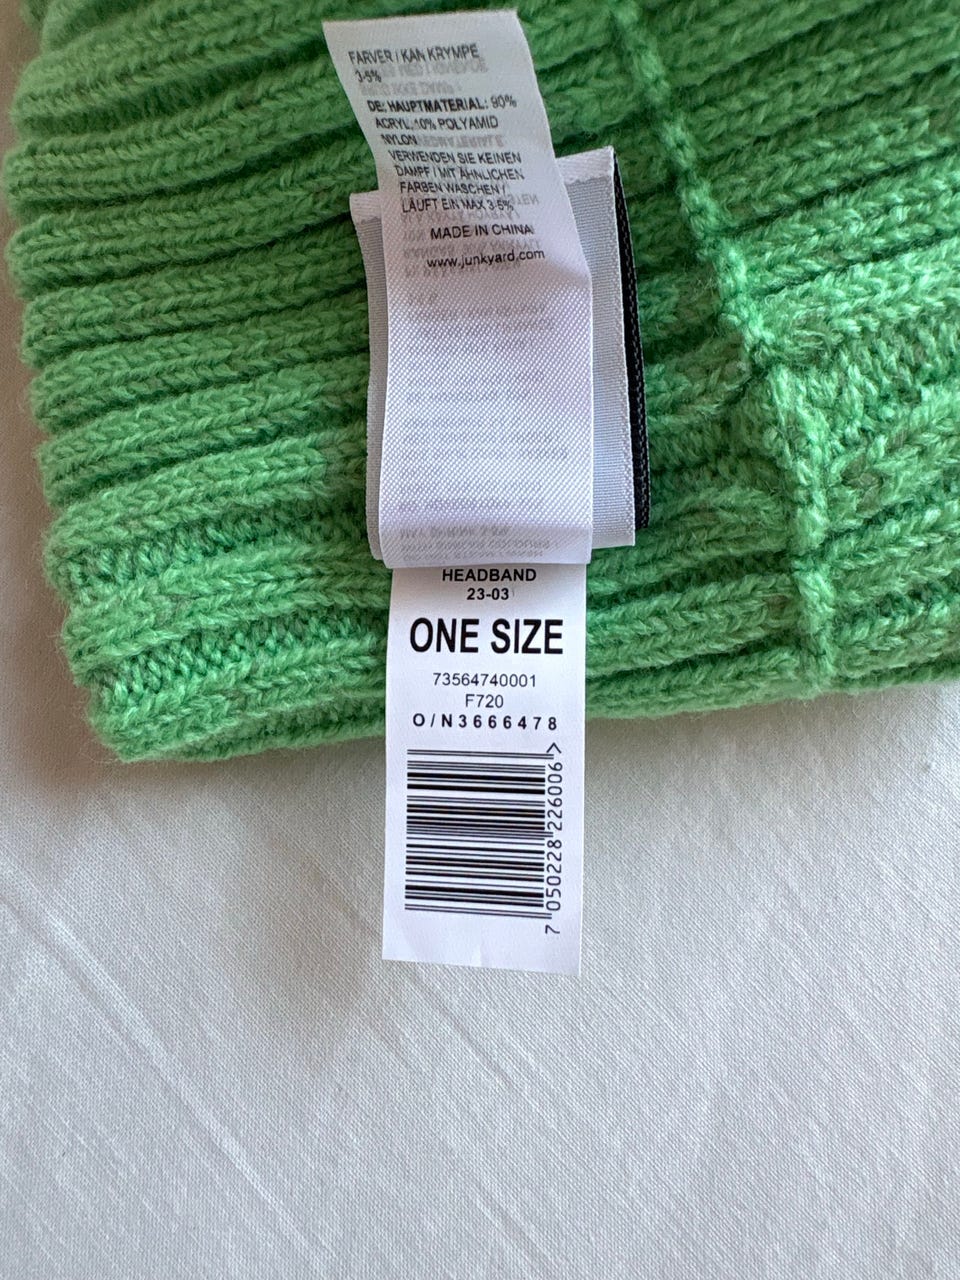 FARVER / KAN KRYMPE
3-5%
DE: HAUPTMATERIAL: 90%
ACRYL, 10% POLYAMID
NYLON
VERWENDEN SIE KEINEN
DAMPF / MIT ÄHNLICHEN
FARBEN WASCHEN /
LÄUFT EIN MAX 3-5%
MADE IN CHINA
www.junkyard.com
HEADBAND
23-03
ONE SIZE
73564740001
F720
O/N3666478
7 050228 226006 >